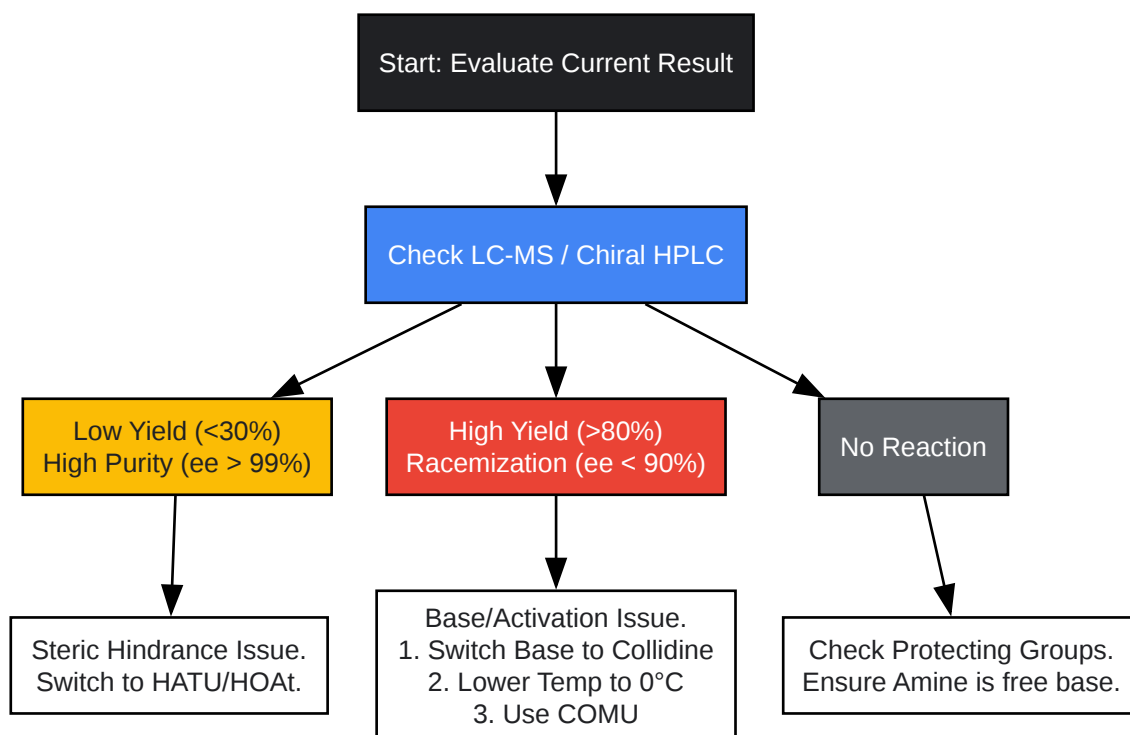 Start: Evaluate Current Result
Check LC-MS / Chiral HPLC
Low Yield (<30%)
High Purity (ee > 99%)
High Yield (>80%)
Racemization (ee < 90%)
No Reaction
Steric Hindrance Issue.
Switch to HATU/HOAt.
Base/Activation Issue.
1. Switch Base to Collidine
2. Lower Temp to 0°C
3. Use COMU
Check Protecting Groups.
Ensure Amine is free base.